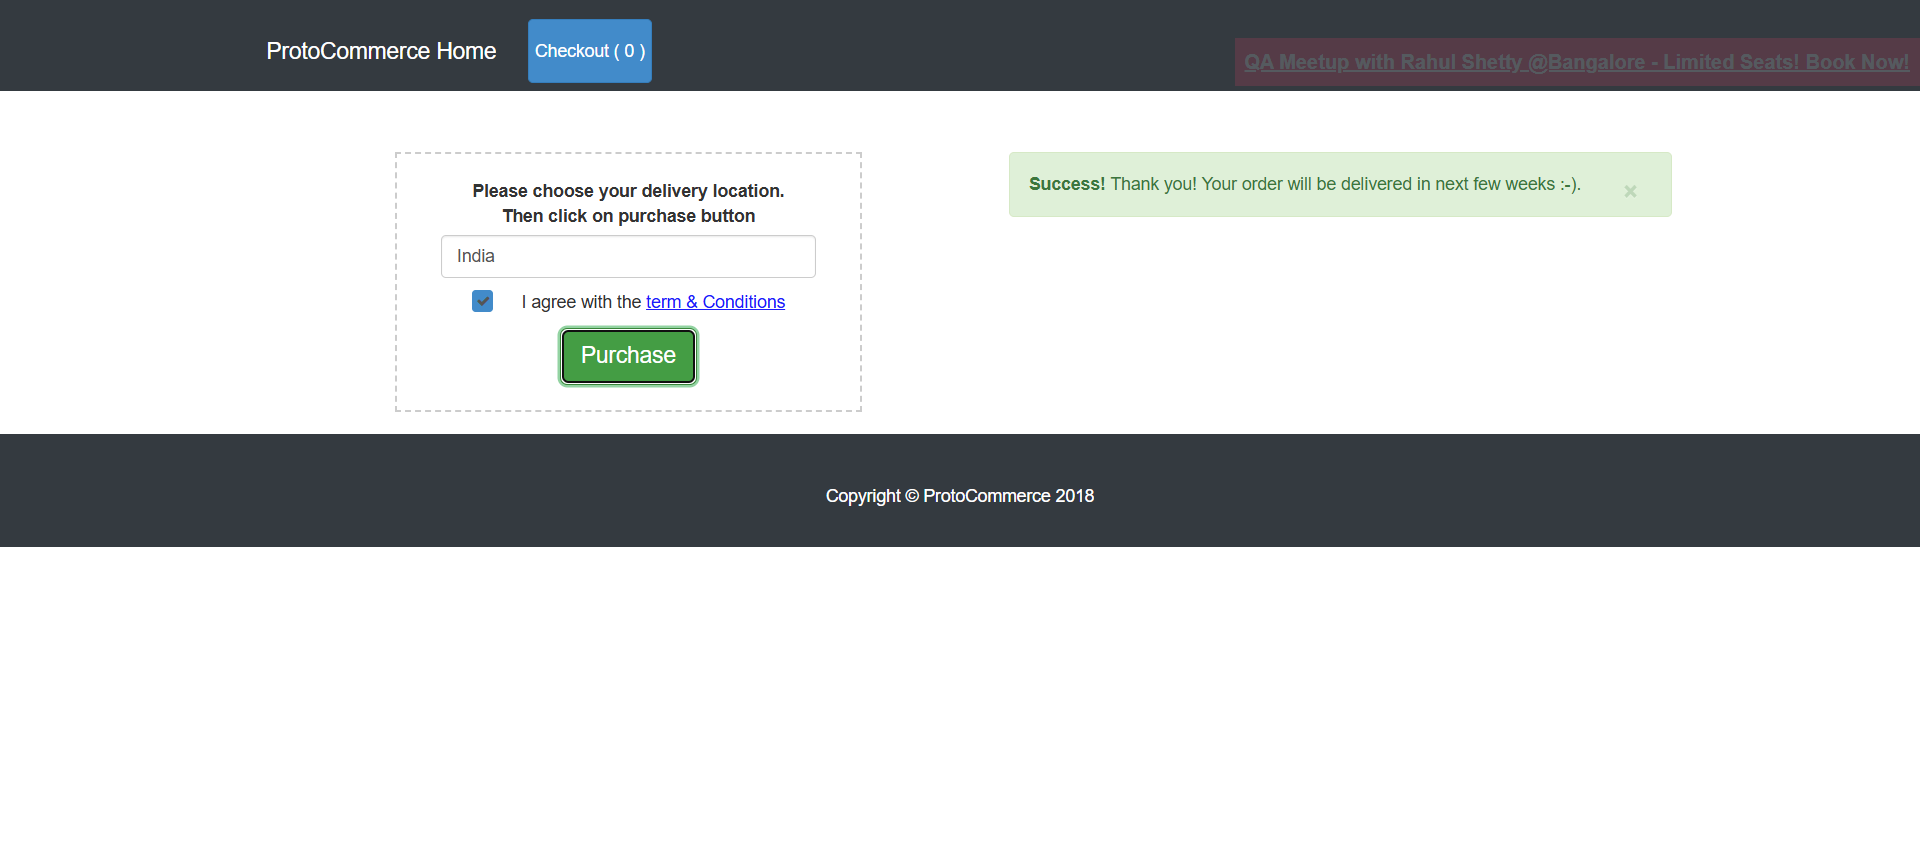 ProtoCommerce Home
Checkout ( 0 )
QA Meetup with Rahul Shetty @Bangalore - Limited Seats! Book Now!
Please choose your delivery location.
Then click on purchase button
India
I agree with the term & Conditions
Purchase
Success! Thank you! Your order will be delivered in next few weeks :-).
×
Copyright © ProtoCommerce 2018